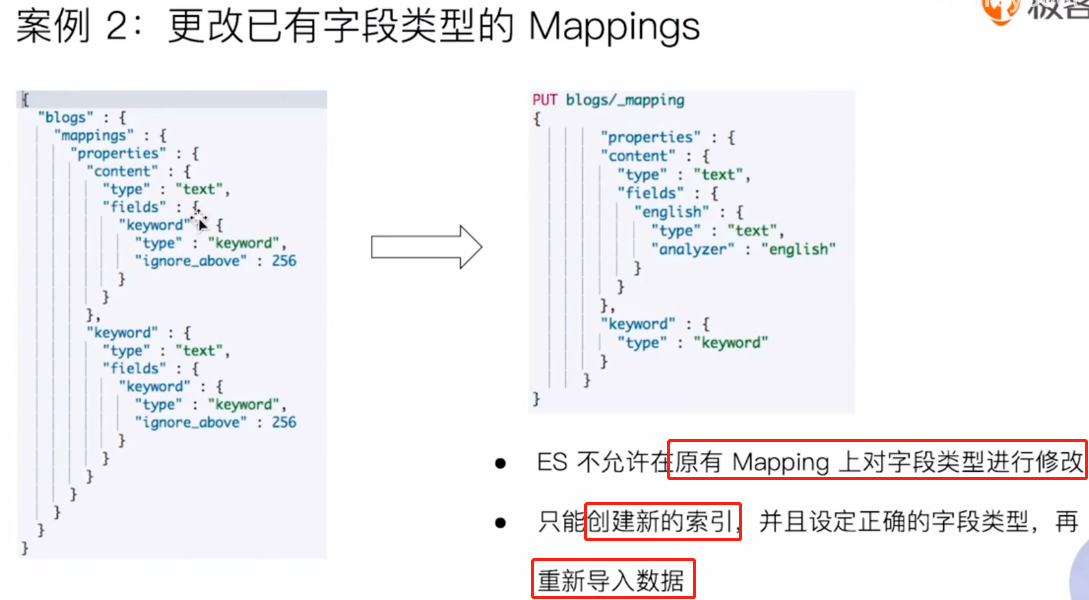 案例 2：更改已有字段类型的 Mappings
{
"blogs" : {
"mappings" : {
"properties" : {
"content" : {
"type" : "text",
"fields" : {
"keyword" : {
"type" : "keyword",
"ignore_above" : 256
}
}
},
"keyword" : {
"type" : "text",
"fields" : {
"keyword" : {
"type" : "keyword",
"ignore_above" : 256
}
}
}
}
}
}
}
PUT blogs/_mapping
{
"properties" : {
"content" : {
"type" : "text",
"fields" : {
"english" : {
"type" : "text",
"analyzer" : "english"
}
}
},
"keyword" : {
"type" : "keyword"
}
}
}
● ES 不允许在原有 Mapping 上对字段类型进行修改
● 只能创建新的索引，并且设定正确的字段类型，再
重新导入数据